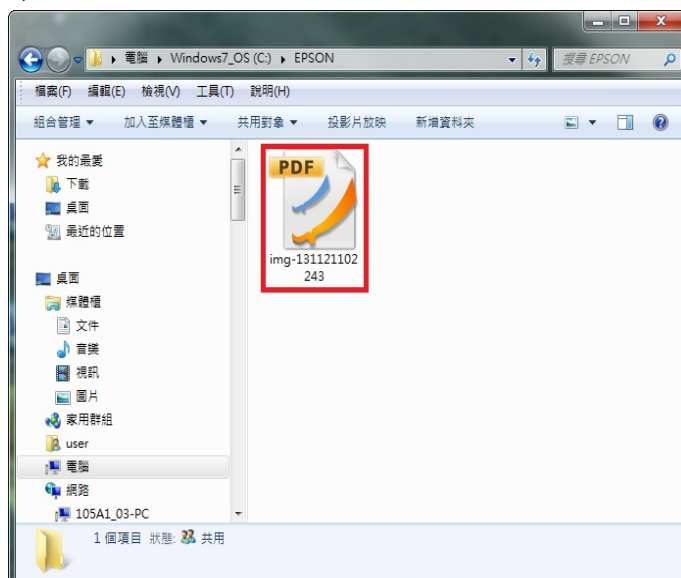 電腦 Windows7_OS (C:) EPSON 搜尋 EPSON
檔案(F) 編輯(E) 檢視(V) 工具(T) 說明(H)
組合管理 加入至媒體櫃 共用對象 投影片放映 新增資料夾
我的最愛
下載
桌面
最近的位置
桌面
媒體櫃
文件
音樂
視訊
圖片
家用群組
user
電腦
網路
105A1_03-PC
PDF
img-131121102
243
1 個項目 狀態: 共用